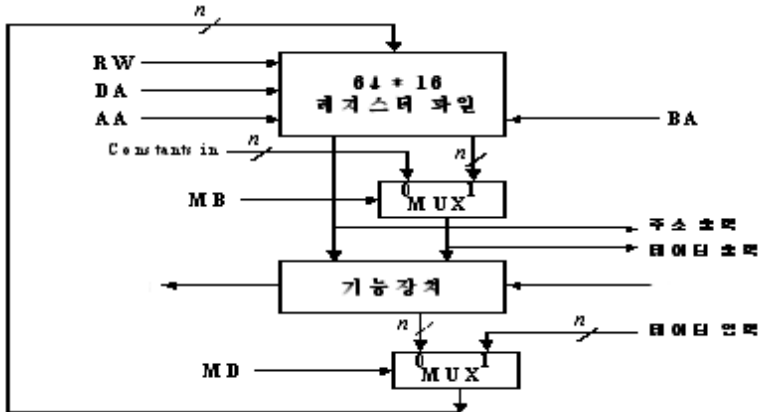 n
RW
64 * 16
DA
레지스터 파일
AA
BA
Constants in
n
n
0 1
MB
MUX
주소 출력
데이터 출력
기능장치
n
n
데이터 입력
0 1
MD
MUX